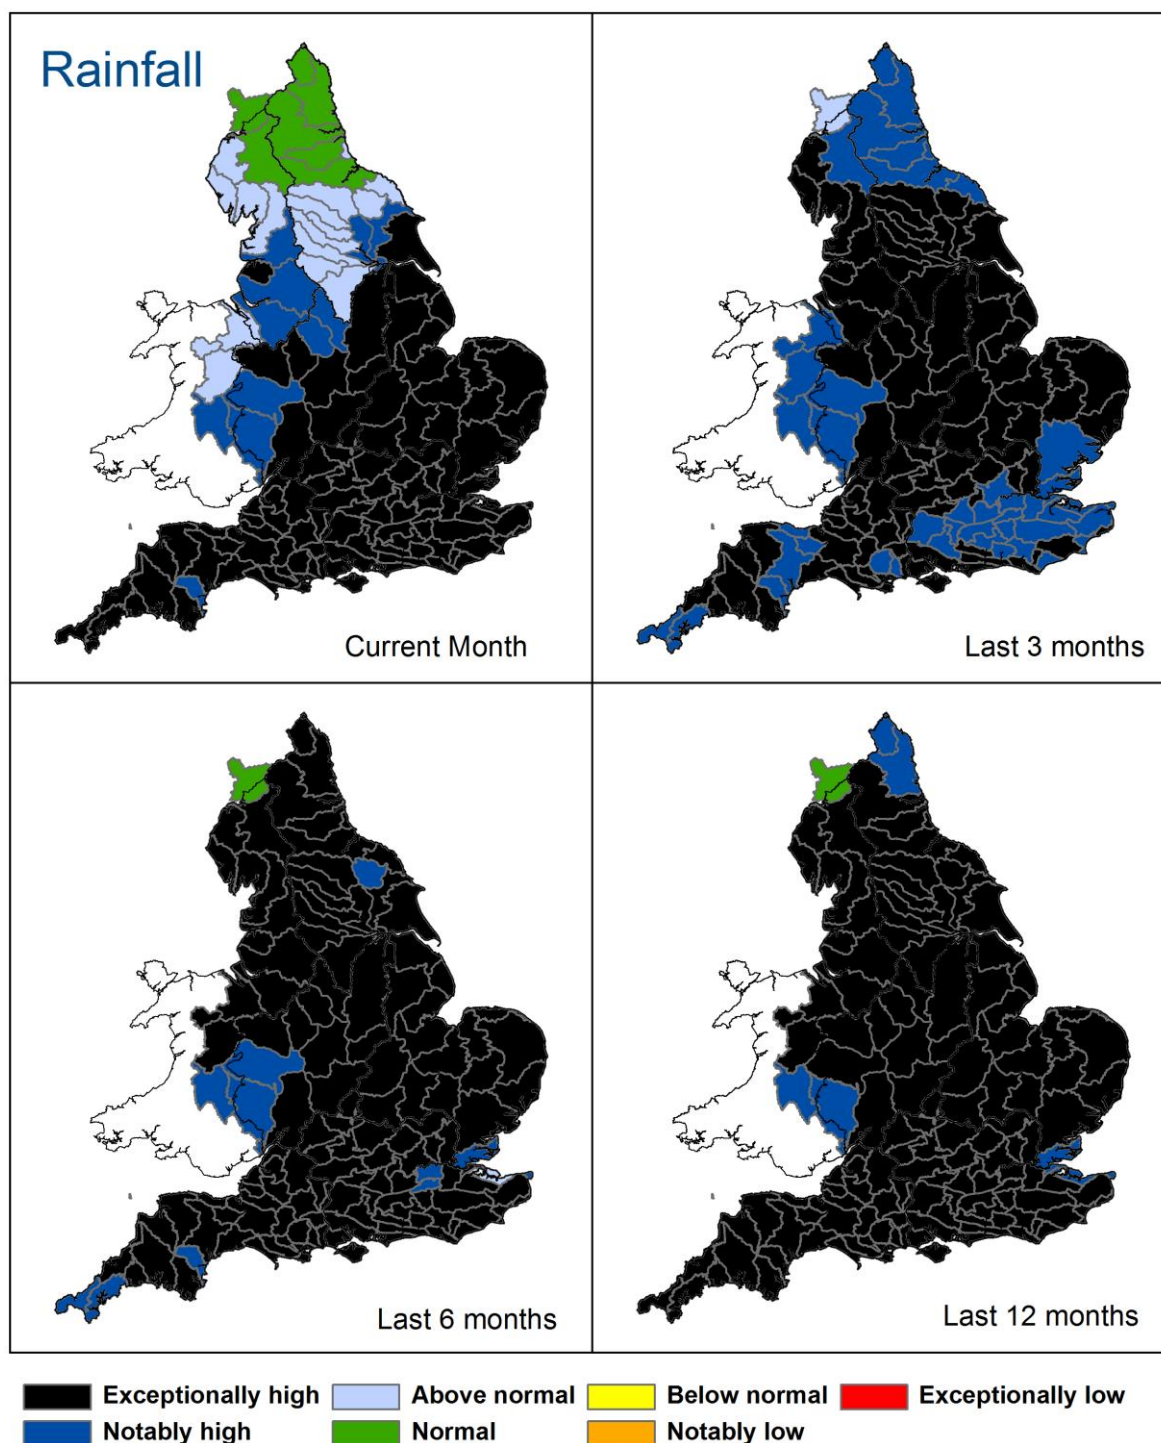 Rainfall
Current Month
Last 3 months
Last 6 months
Last 12 months
Exceptionally high
Above normal
Below normal
Exceptionally low
Notably high
Normal
Notably low